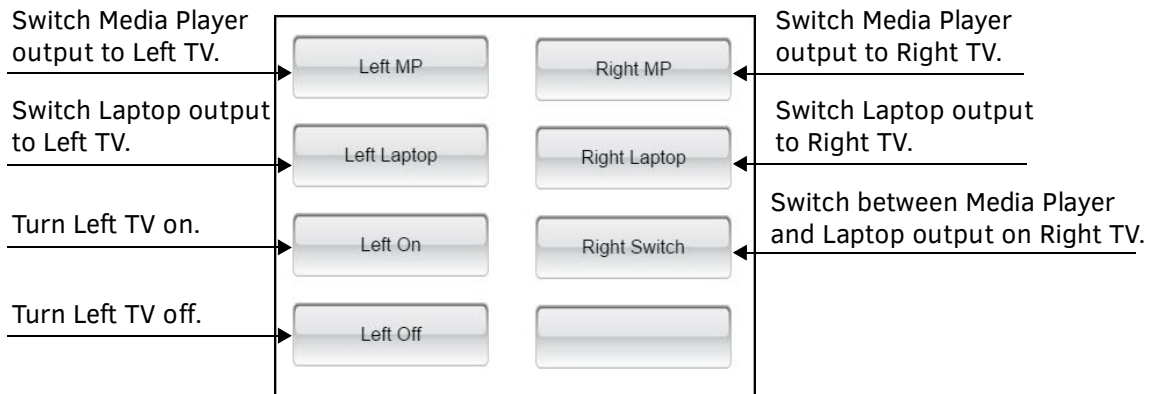 Switch Media Player
output to Left TV.
Switch Laptop output
to Left TV.
Turn Left TV on.
Turn Left TV off.
Left MP
Left Laptop
Left On
Left Off
Right MP
Right Laptop
Right Switch
Switch Media Player
output to Right TV.
Switch Laptop output
to Right TV.
Switch between Media Player
and Laptop output on Right TV.